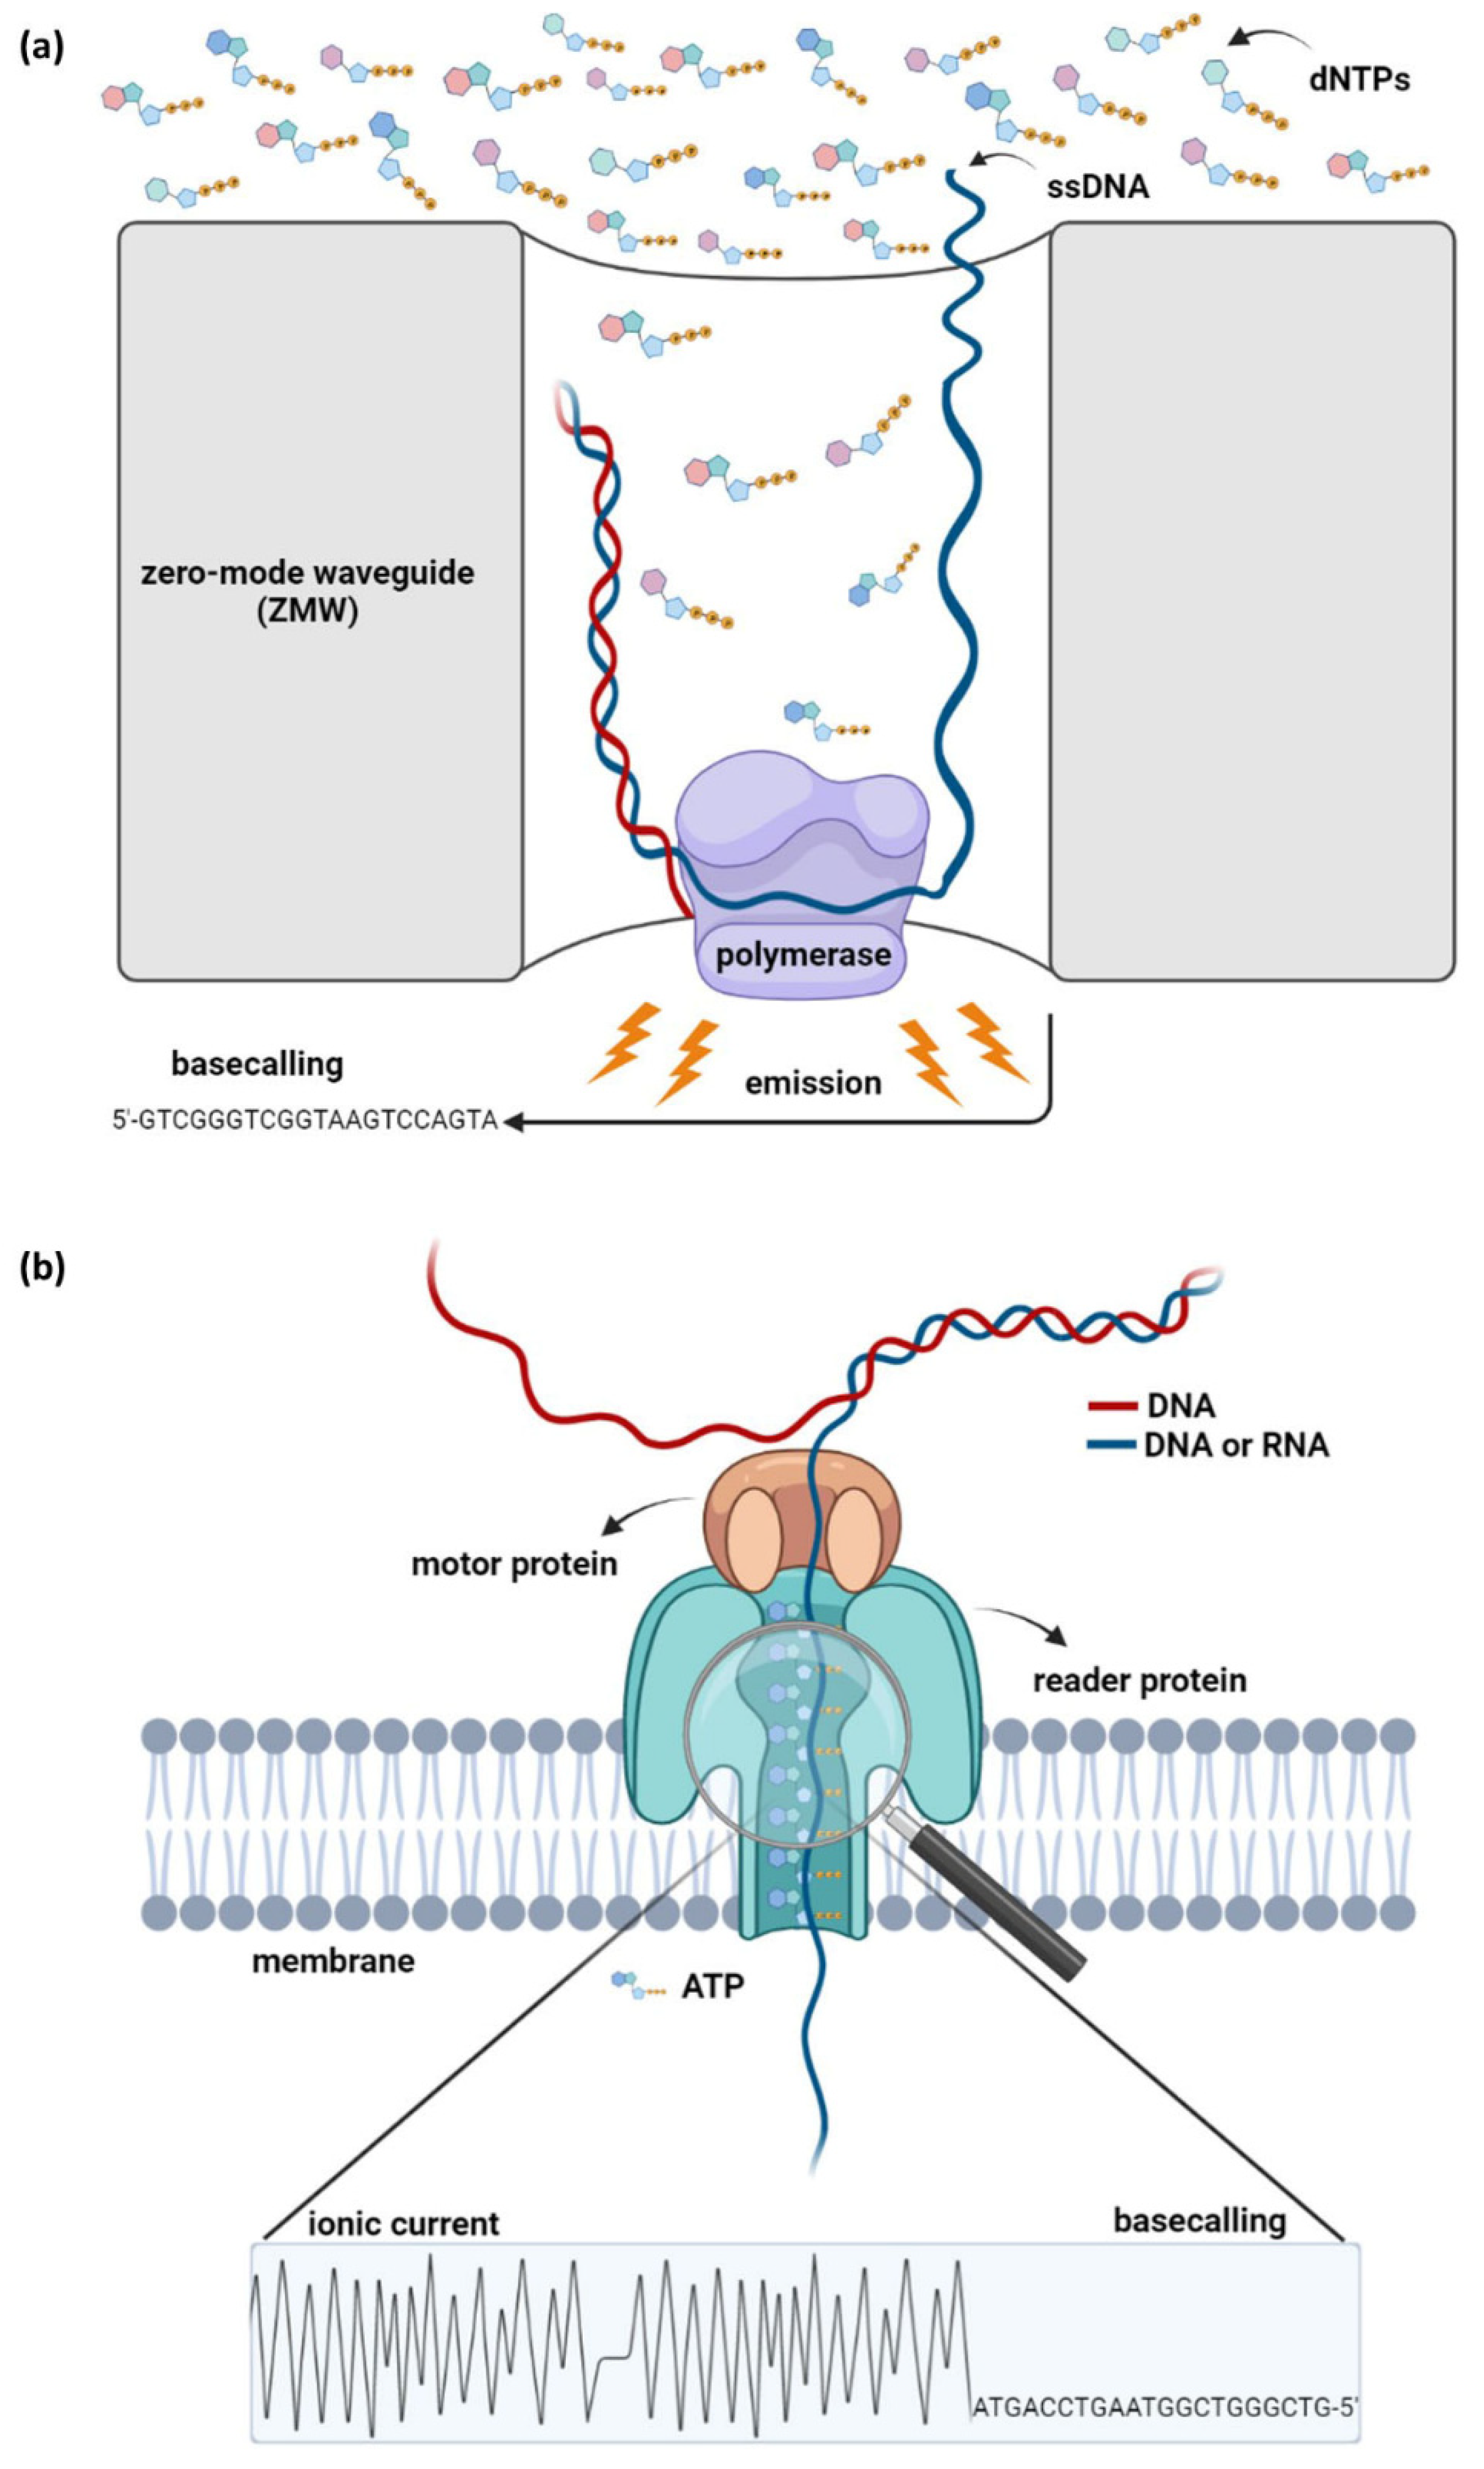 (a)
dNTPs
ssDNA
zero-mode waveguide
(ZMW)
polymerase
basecalling
emission
5'-GTCGGGTCGGTAAGTCCAGTA
(b)
DNA
DNA or RNA
motor protein
reader protein
membrane
ATP
ionic current
basecalling
ATGACCTGAATGGCTGGGCTG-5'